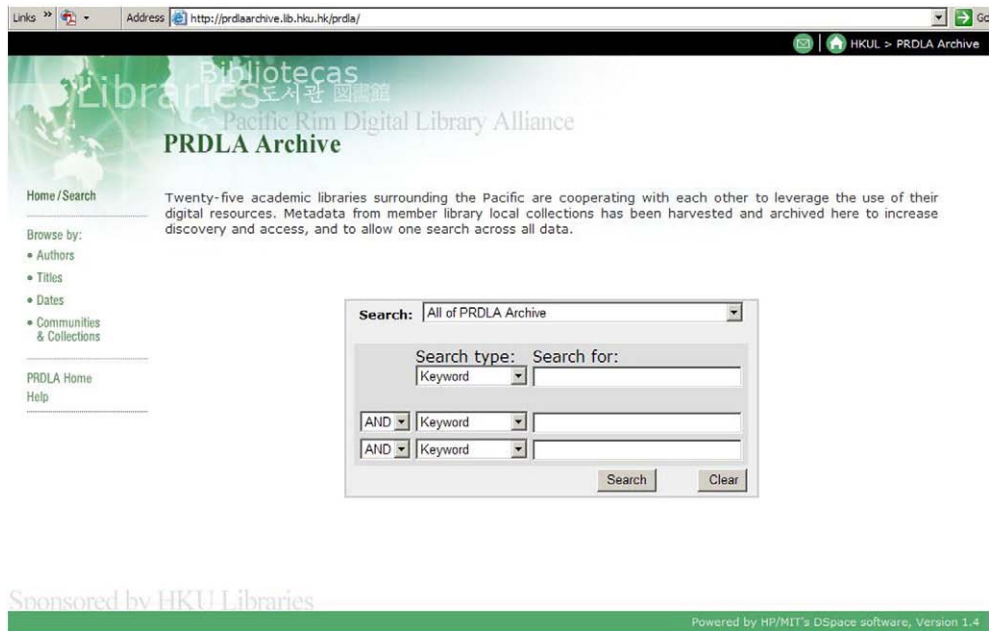 Links » Address http://prdlaarchive.lib.hku.hk/prdla/ Go
HKUL > PRDLA Archive
Bibliotecas
Libraries 도서관 圖書館
Pacific Rim Digital Library Alliance
PRDLA Archive
Home/Search
Twenty-five academic libraries surrounding the Pacific are cooperating with each other to leverage the use of their
digital resources. Metadata from member library local collections has been harvested and archived here to increase
discovery and access, and to allow one search across all data.
Browse by:
• Authors
• Titles
• Dates
• Communities
& Collections
PRDLA Home
Help
Search: All of PRDLA Archive
Search type: Search for:
Keyword
AND Keyword
AND Keyword
Search Clear
Sponsored by HKU Libraries
Powered by HP/MIT's DSpace software, Version 1.4